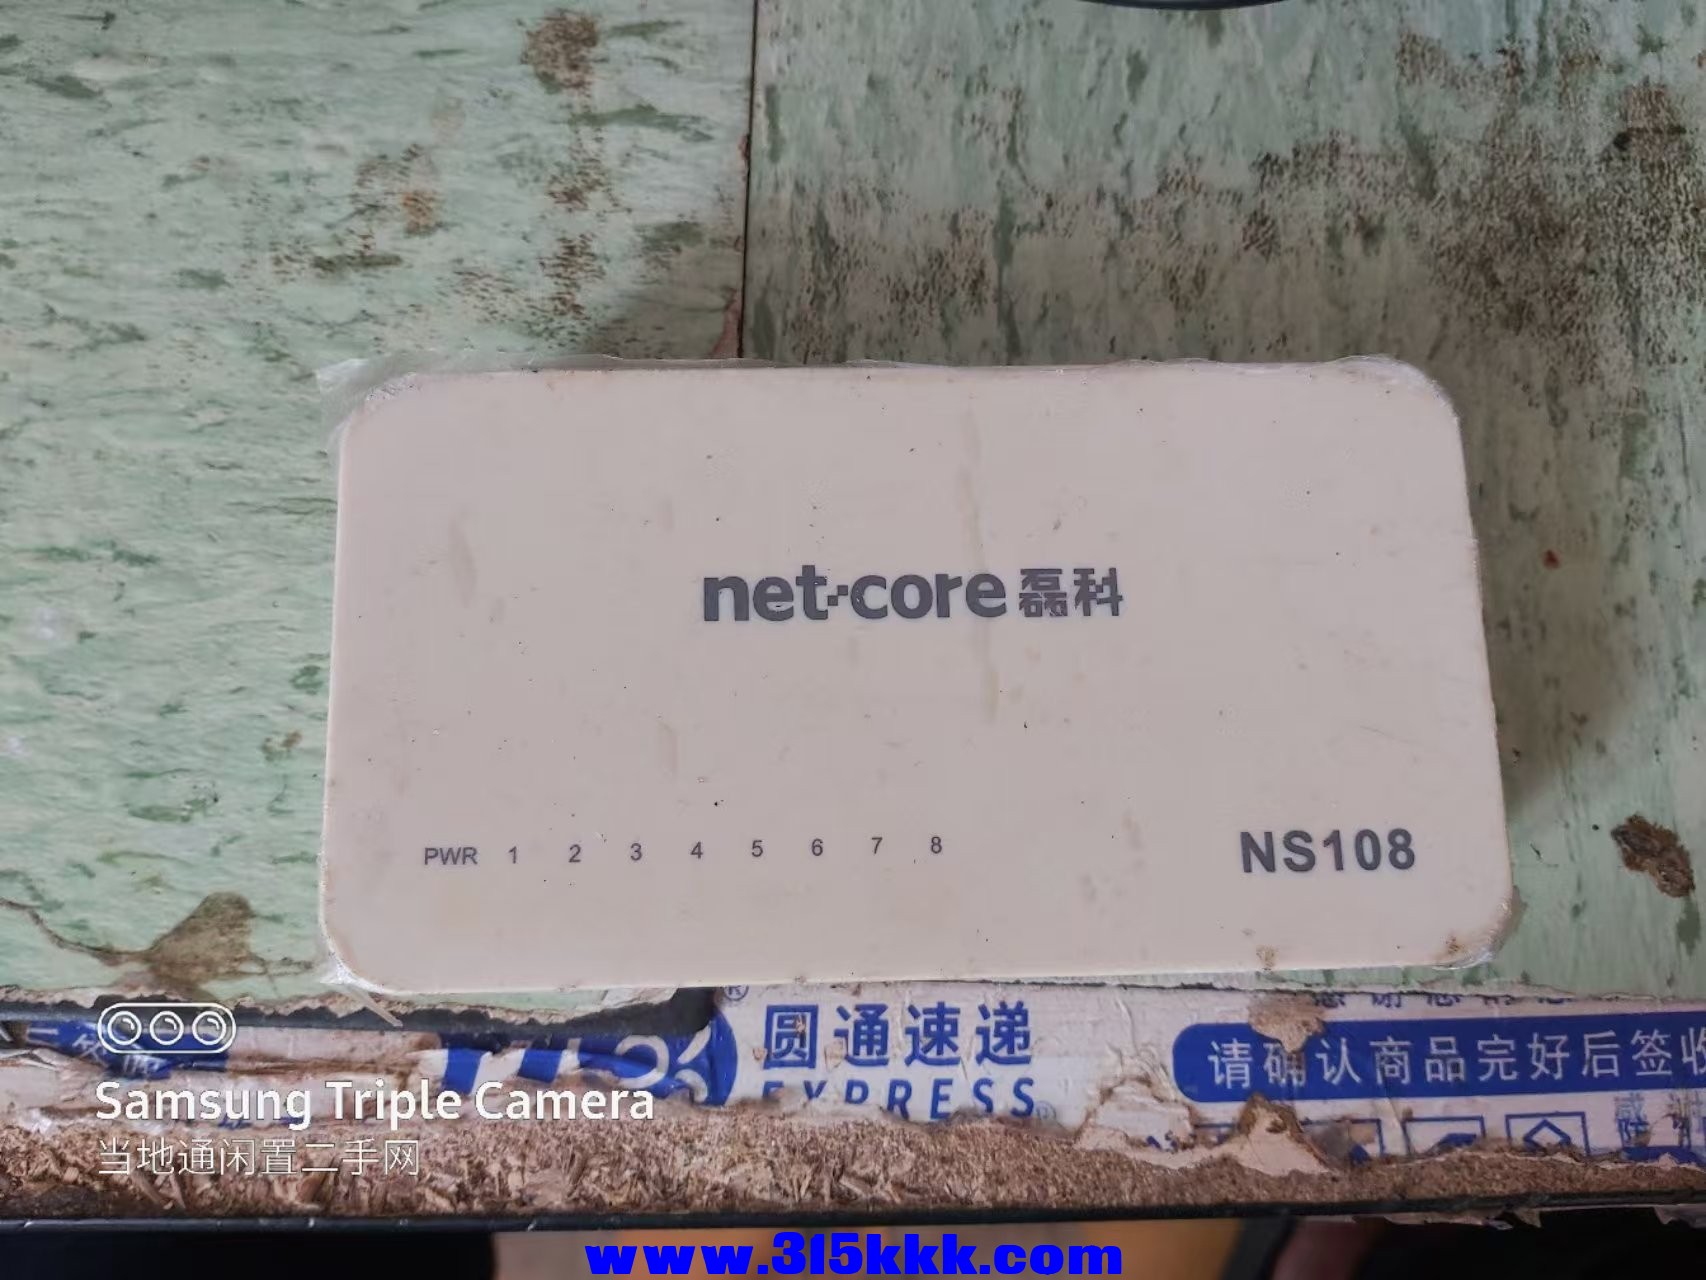 net·core 磊科
PWR 1 2 3 4 5 6 7 8
NS108
圆通速递
EXPRESS
请确认商品完好后签收
Samsung Triple Camera
当地通闲置二手网
www.315kkk.com